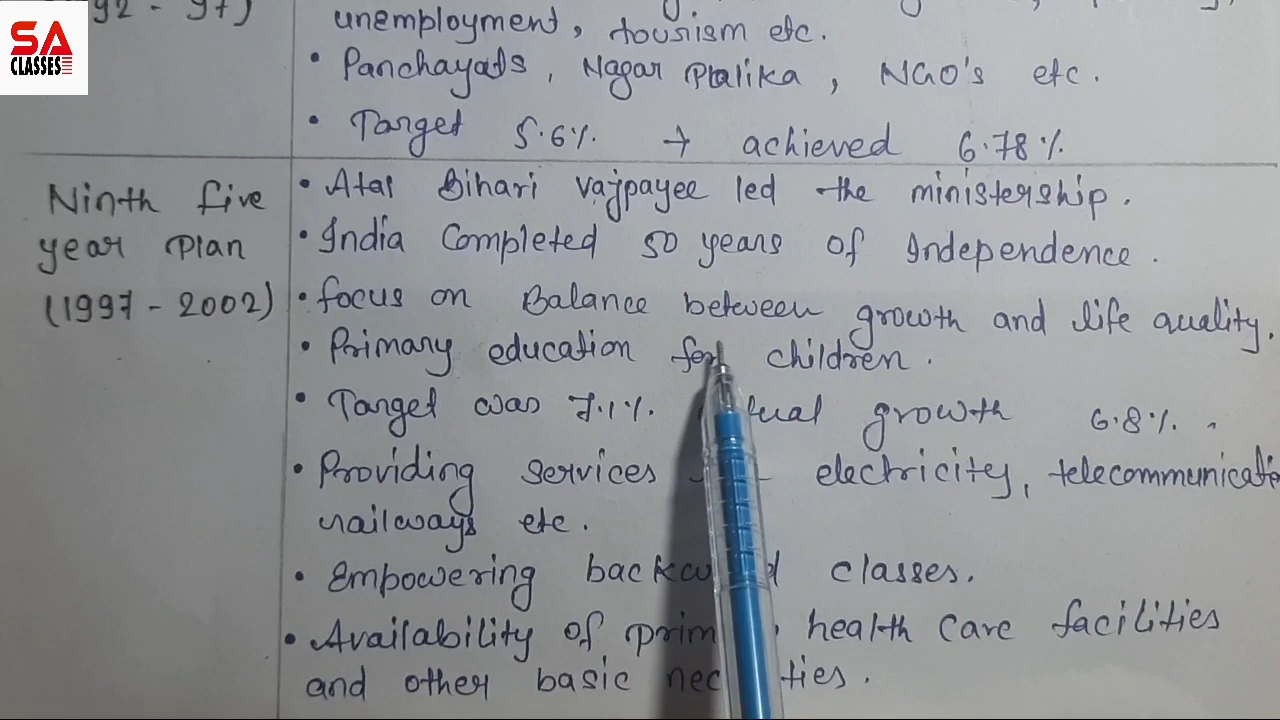 SA
CLASSES
92 - 97)
unemployment, tourism etc.
• Panchayats, Nagar Palika, NGO's etc.
• Target 5.6% → achieved 6.78%
Ninth five
year Plan
(1997 - 2002)
• Atal Bihari Vajpayee led the ministership.
• India Completed 50 years of Independence.
• focus on Balance between growth and life quality.
• Primary education for children.
• Target was 7.1%. growth 6.8%.
• Providing services electricity, telecommunicatio
railways etc.
• Empowering classes.
• Availability of health care facilities
and other basic